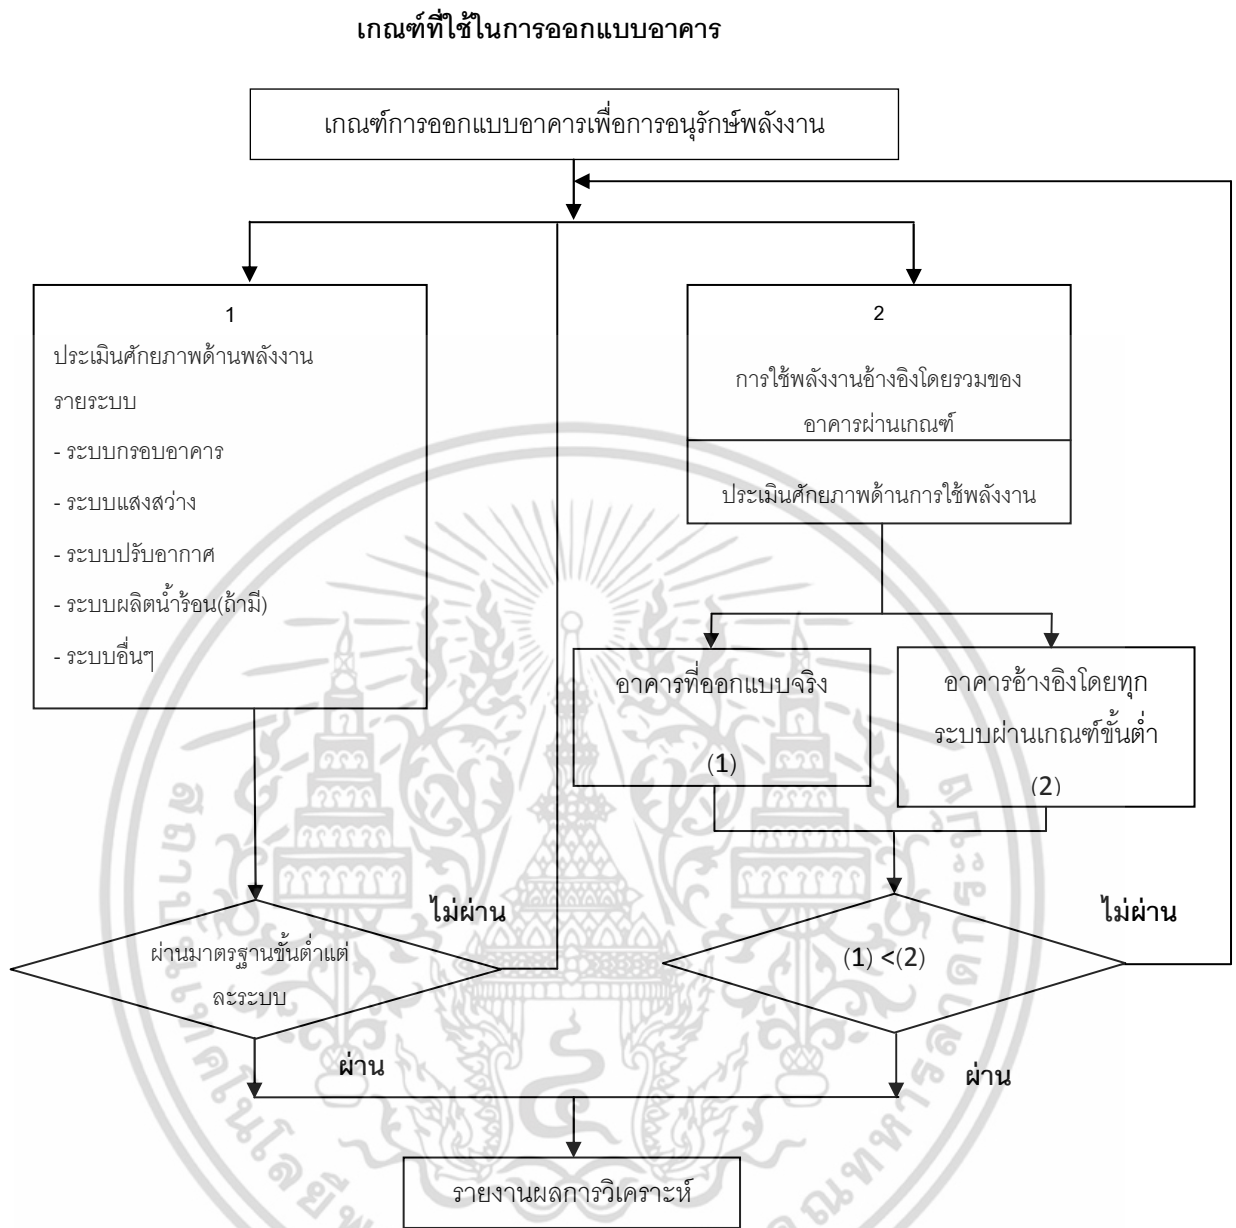 เกณฑ์ที่ใช้ในการออกแบบอาคาร
เกณฑ์การออกแบบอาคารเพื่อการอนุรักษ์พลังงาน
1
ประเมินศักยภาพด้านพลังงาน
รายระบบ
- ระบบกรอบอาคาร
- ระบบแสงสว่าง
- ระบบปรับอากาศ
- ระบบผลิตน้ำร้อน(ถ้ามี)
- ระบบอื่นๆ
2
การใช้พลังงานอ้างอิงโดยรวมของ
อาคารผ่านเกณฑ์
ประเมินศักยภาพด้านการใช้พลังงาน
อาคารที่ออกแบบจริง
(1)
อาคารอ้างอิงโดยทุก
ระบบผ่านเกณฑ์ขั้นต่ำ
(2)
ไม่ผ่าน
ผ่านมาตรฐานขั้นต่ำแต่
ละระบบ
ไม่ผ่าน
(1) <(2)
ผ่าน
ผ่าน
รายงานผลการวิเคราะห์